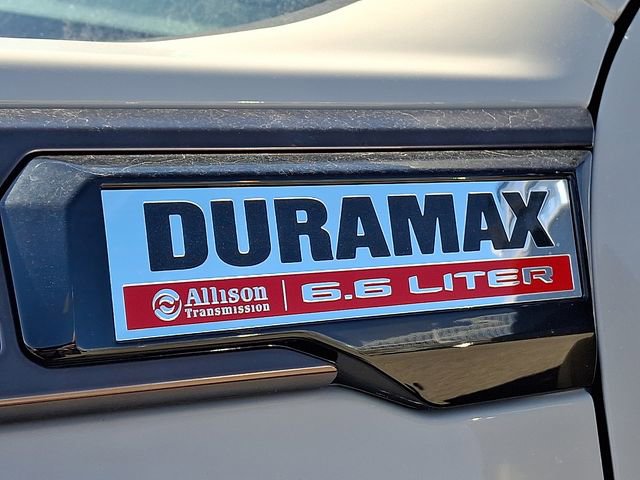 DURAMAX
Allison
Transmission
6.6 LITER